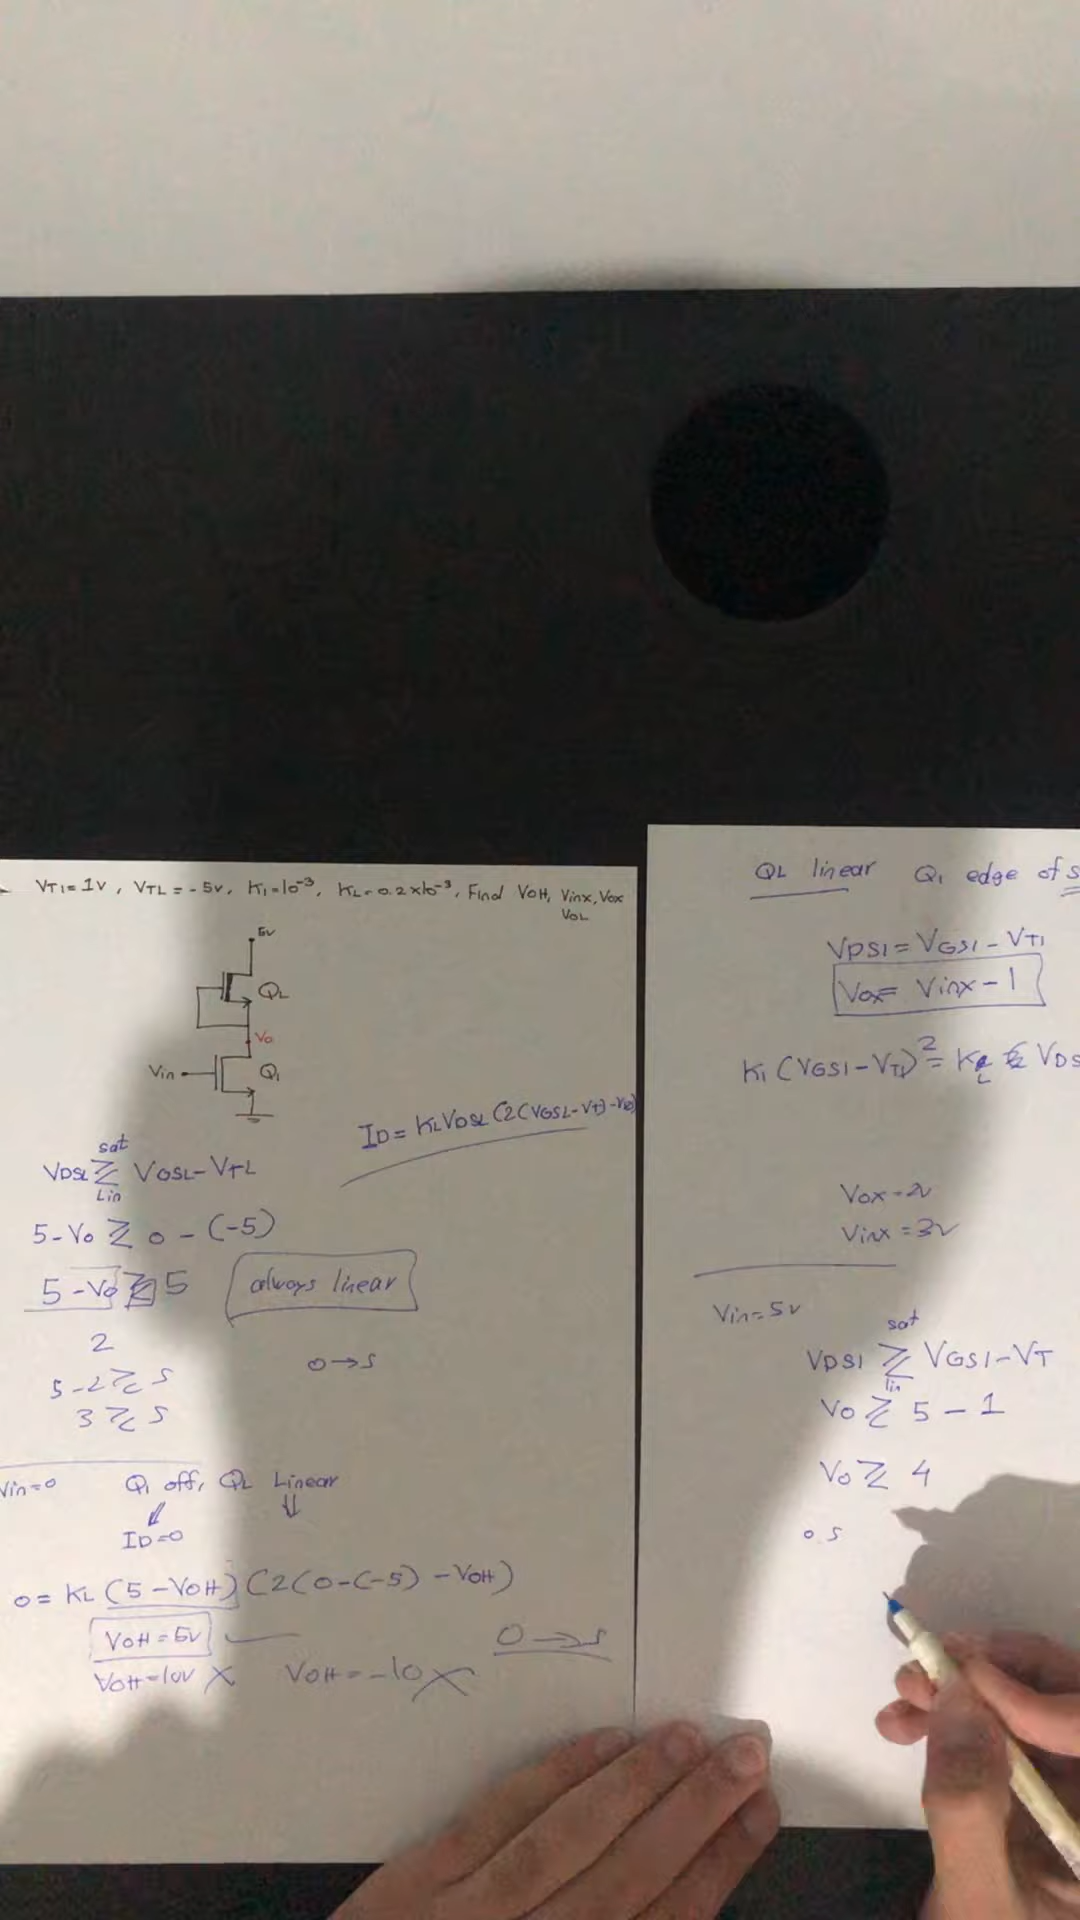 VT1=1V, VTL=-5V, K1=10⁻³, KL=0.2×10⁻³, Find VOH, Vinx, Vox
VOL
5V
QL
Vo
Vin
Q1
ID=KLVDSL(2(VGSL-VT)-
sat
VDSL ≷ VGSL-VTL
Lin
5-Vo ≷ 0-(-5)
5-Vo 5
always linear
2
0→5
5-2 ≷ 5
3 ≷ 5
Vin=0 Q1 off, QL Linear
⇓ ⇓
ID=0
0=KL(5-VOH)(2(0-(-5)-VOH)
VOH=5V
0→5
VOH=10V X VOH=-10 X
QL linear Q1 edge of
VDS1=VGS1-VT1
Vox=Vinx-1
K1(VGS1-VT1)²=KL
Vox=2V
Vinx=3V
Vin=5V
sat
VDS1 ≷ VGS1-VT
lin
Vo ≷ 5-1
Vo ≷ 4
0.5